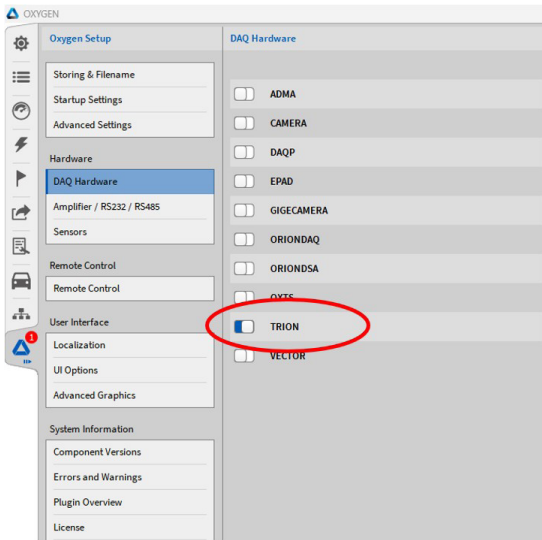 OXYGEN
Oxygen Setup
Storing & Filename
Startup Settings
Advanced Settings
Hardware
DAQ Hardware
Amplifier / RS232 / RS485
Sensors
Remote Control
Remote Control
User Interface
Localization
UI Options
Advanced Graphics
System Information
Component Versions
Errors and Warnings
Plugin Overview
License
1
DAQ Hardware
ADMA
CAMERA
DAQP
EPAD
GIGECAMERA
ORIONDAQ
ORIONDSA
OXTS
TRION
VECTOR